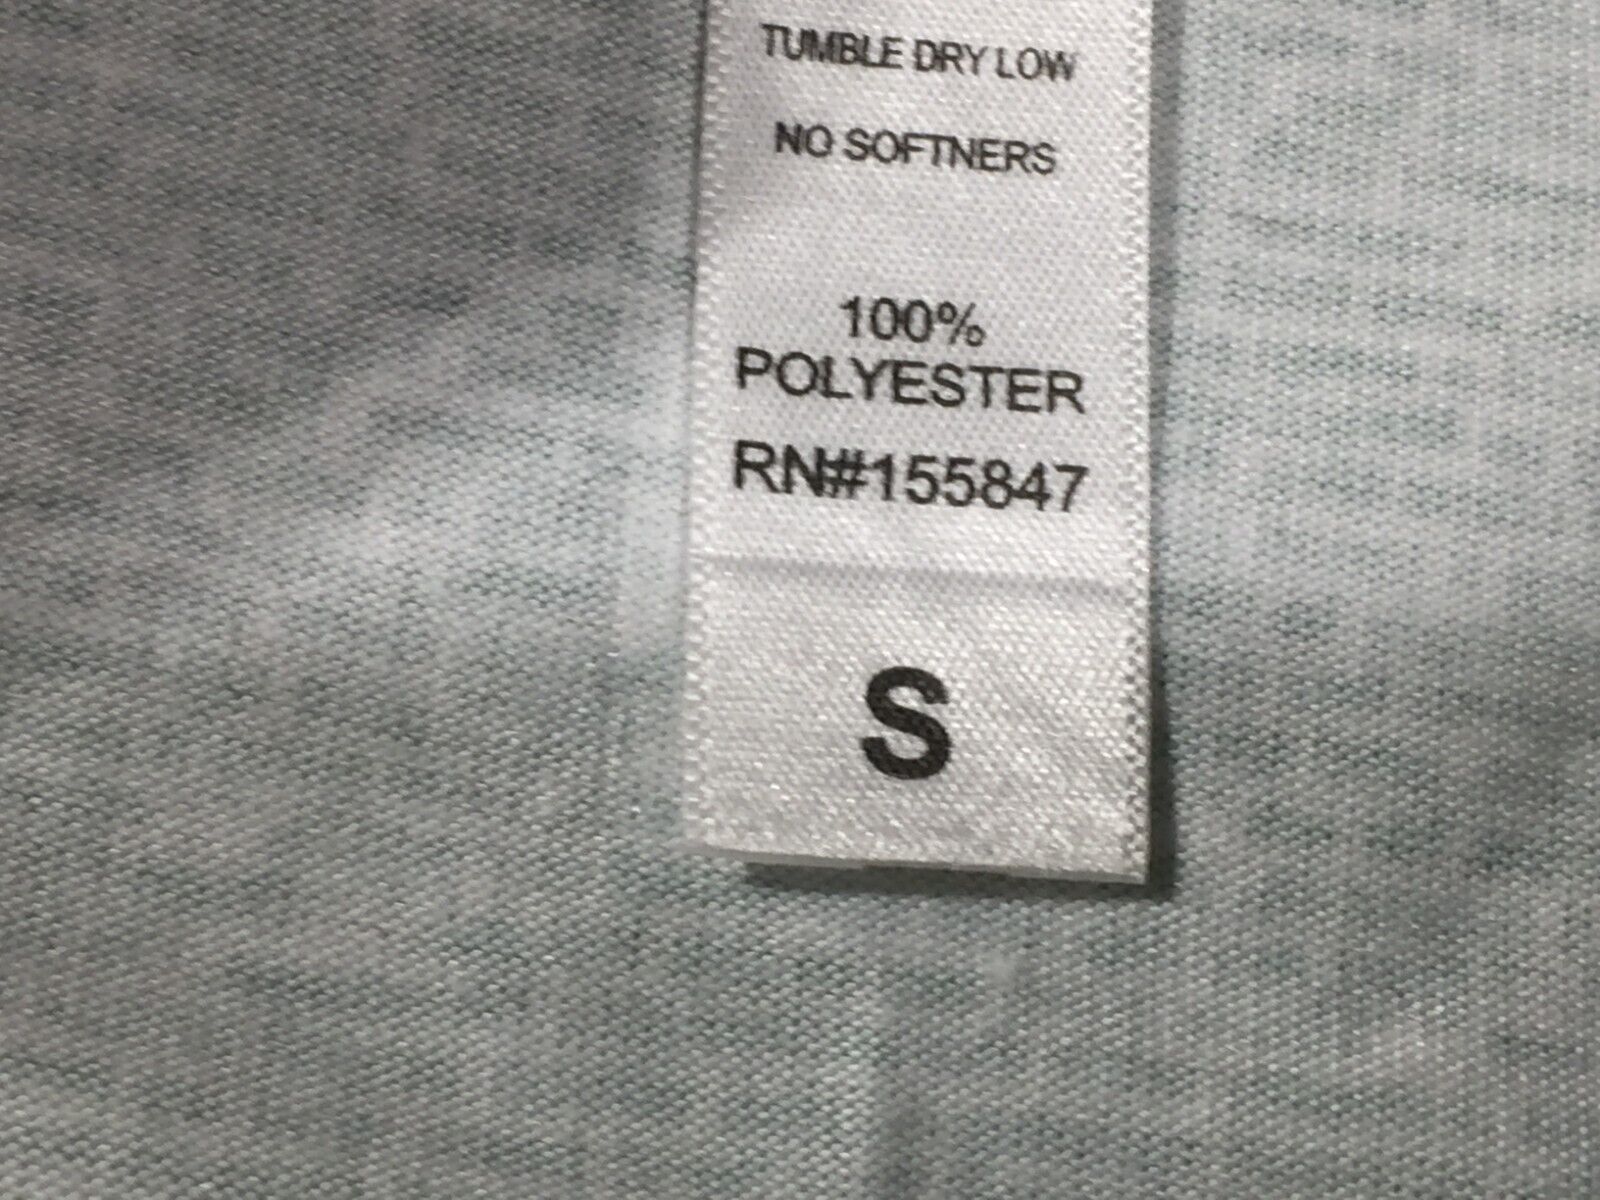 TUMBLE DRY LOW
NO SOFTNERS
100%
POLYESTER
RN#155847
S